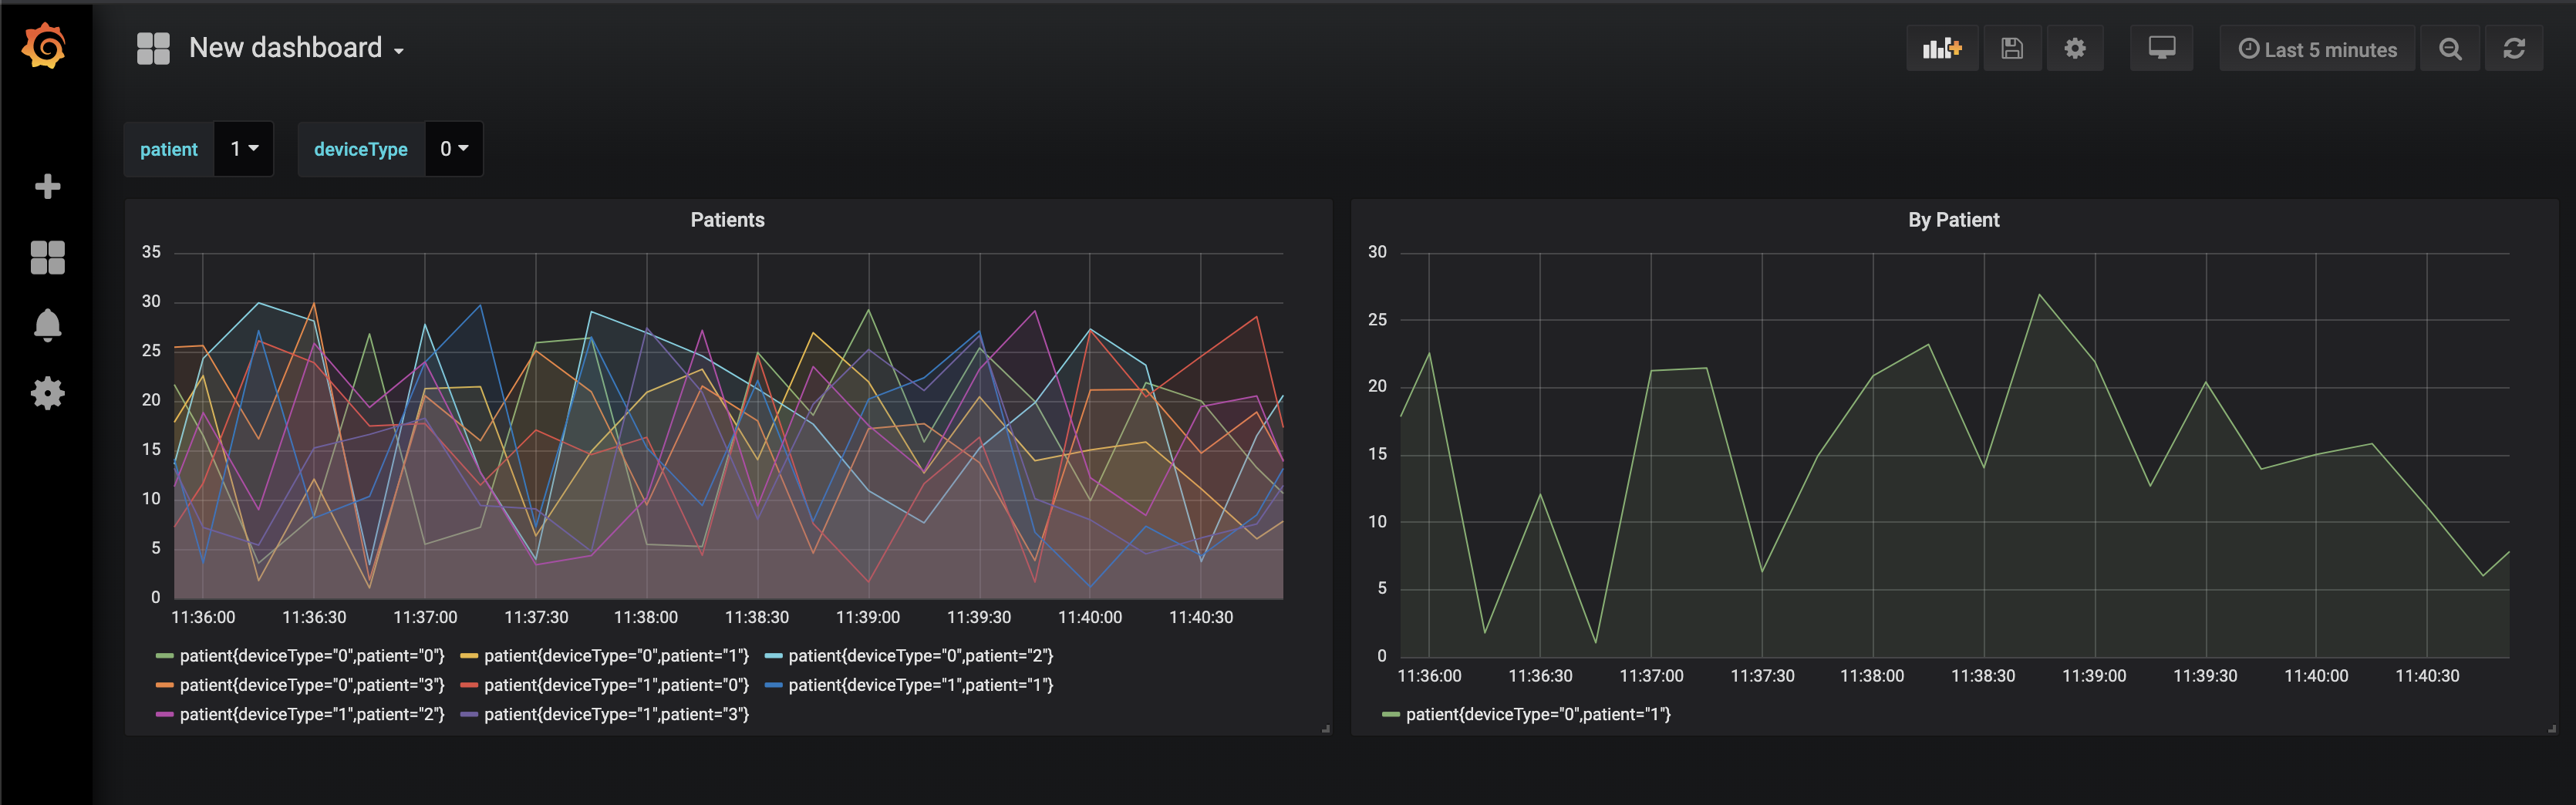 New dashboard
Last 5 minutes
patient 1 deviceType 0
Patients
35
30
25
20
15
10
5
0
11:36:00 11:36:30 11:37:00 11:37:30 11:38:00 11:38:30 11:39:00 11:39:30 11:40:00 11:40:30
patient{deviceType="0",patient="0"} patient{deviceType="0",patient="1"} patient{deviceType="0",patient="2"}
patient{deviceType="0",patient="3"} patient{deviceType="1",patient="0"} patient{deviceType="1",patient="1"}
patient{deviceType="1",patient="2"} patient{deviceType="1",patient="3"}
By Patient
30
25
20
15
10
5
0
11:36:00 11:36:30 11:37:00 11:37:30 11:38:00 11:38:30 11:39:00 11:39:30 11:40:00 11:40:30
patient{deviceType="0",patient="1"}